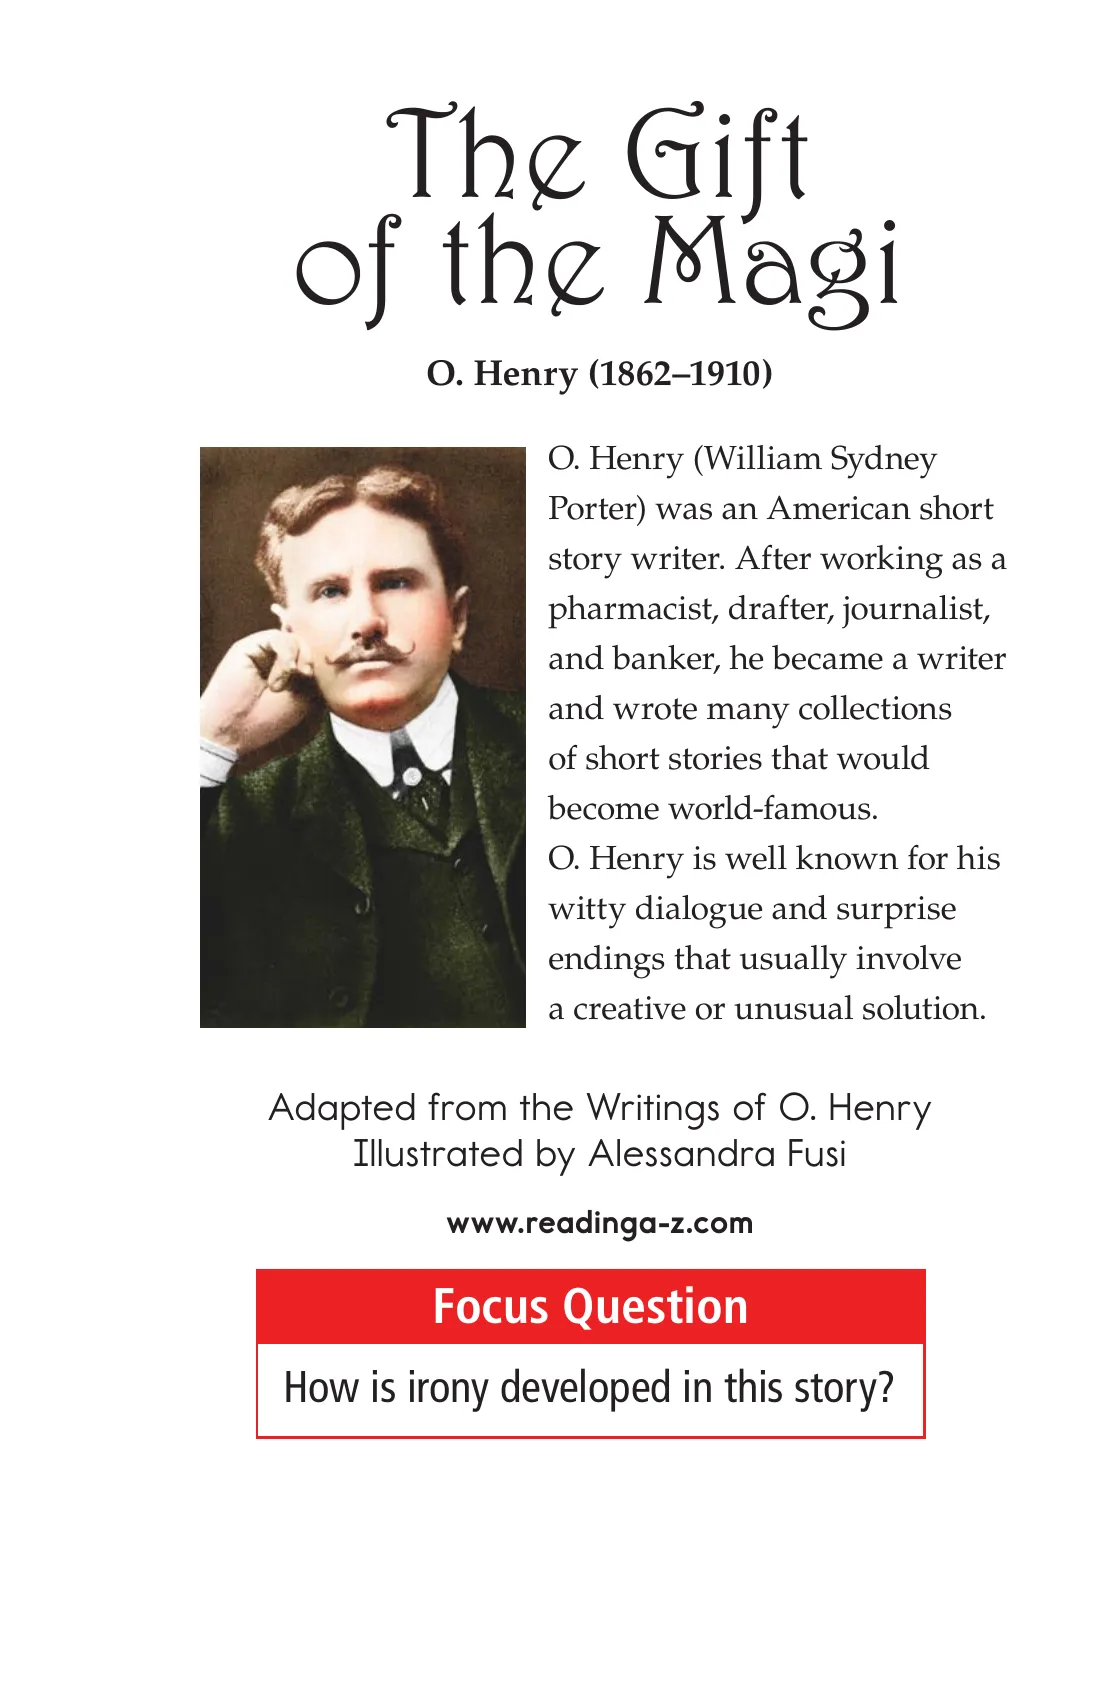 The Gift
of the Magi
O. Henry (1862–1910)
O. Henry (William Sydney
Porter) was an American short
story writer. After working as a
pharmacist, drafter, journalist,
and banker, he became a writer
and wrote many collections
of short stories that would
become world-famous.
O. Henry is well known for his
witty dialogue and surprise
endings that usually involve
a creative or unusual solution.
Adapted from the Writings of O. Henry
Illustrated by Alessandra Fusi
www.readinga-z.com
Focus Question
How is irony developed in this story?